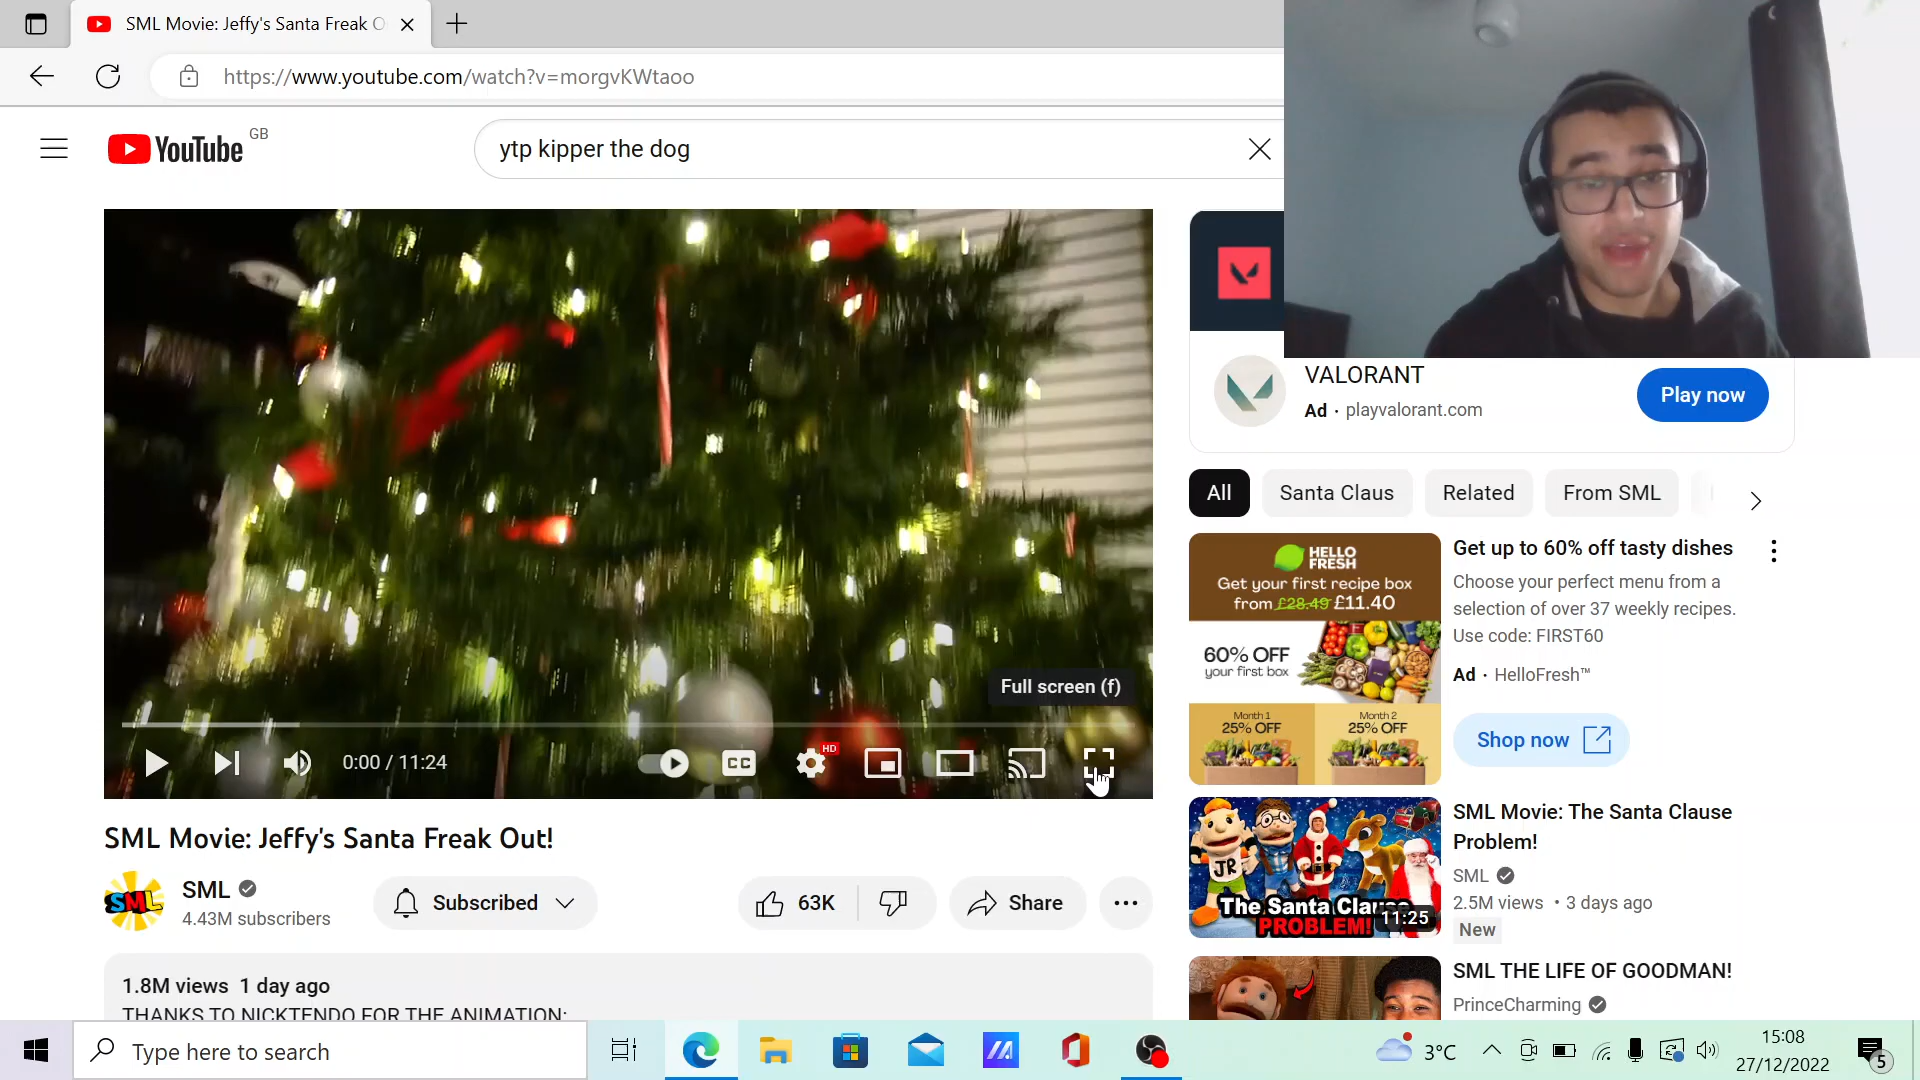 SML Movie: Jeffy's Santa Freak O
https://www.youtube.com/watch?v=morgvKWtaoo
YouTube GB
ytp kipper the dog
VALORANT
Ad · playvalorant.com
Play now
All
Santa Claus
Related
From SML
Full screen (f)
0:00 / 11:24
CC
HD
HELLO
FRESH
Get your first recipe box
from £28.49 £11.40
60% OFF
your first box
Month 1
25% OFF
Month 2
25% OFF
Get up to 60% off tasty dishes
Choose your perfect menu from a
selection of over 37 weekly recipes.
Use code: FIRST60
Ad · HelloFresh™
Shop now
SML Movie: Jeffy's Santa Freak Out!
SML
SML
4.43M subscribers
Subscribed
63K
Share
1.8M views 1 day ago
THANKS TO NICKTENDO FOR THE ANIMATION:
JR
The Santa Clause
PROBLEM!
11:25
SML Movie: The Santa Clause
Problem!
SML
2.5M views • 3 days ago
New
SML THE LIFE OF GOODMAN!
PrinceCharming
Type here to search
3°C
15:08
27/12/2022
5